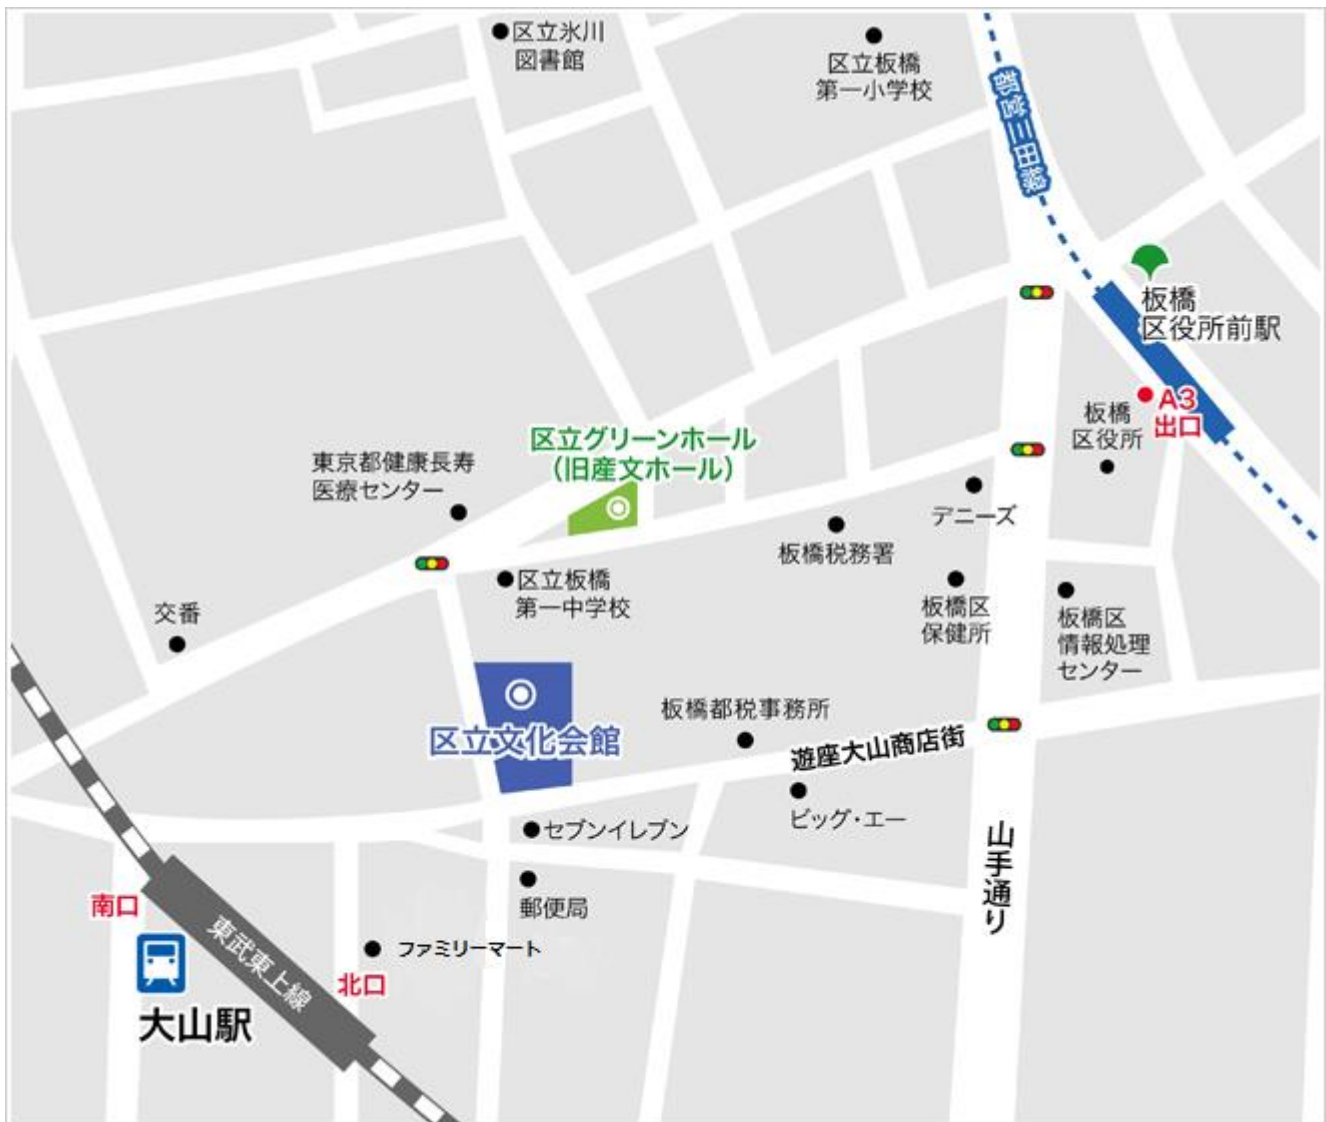 区立氷川
図書館
区立板橋
第一小学校
都営三田線
板橋
区役所前駅
A3
出口
板橋
区役所
区立グリーンホール
（旧産文ホール）
東京都健康長寿
医療センター
デニーズ
板橋税務署
区立板橋
第一中学校
板橋区
保健所
板橋区
情報処理
センター
交番
区立文化会館
板橋都税事務所
遊座大山商店街
ビッグ・エー
セブンイレブン
山手通り
郵便局
南口
ファミリーマート
東武東上線
北口
大山駅